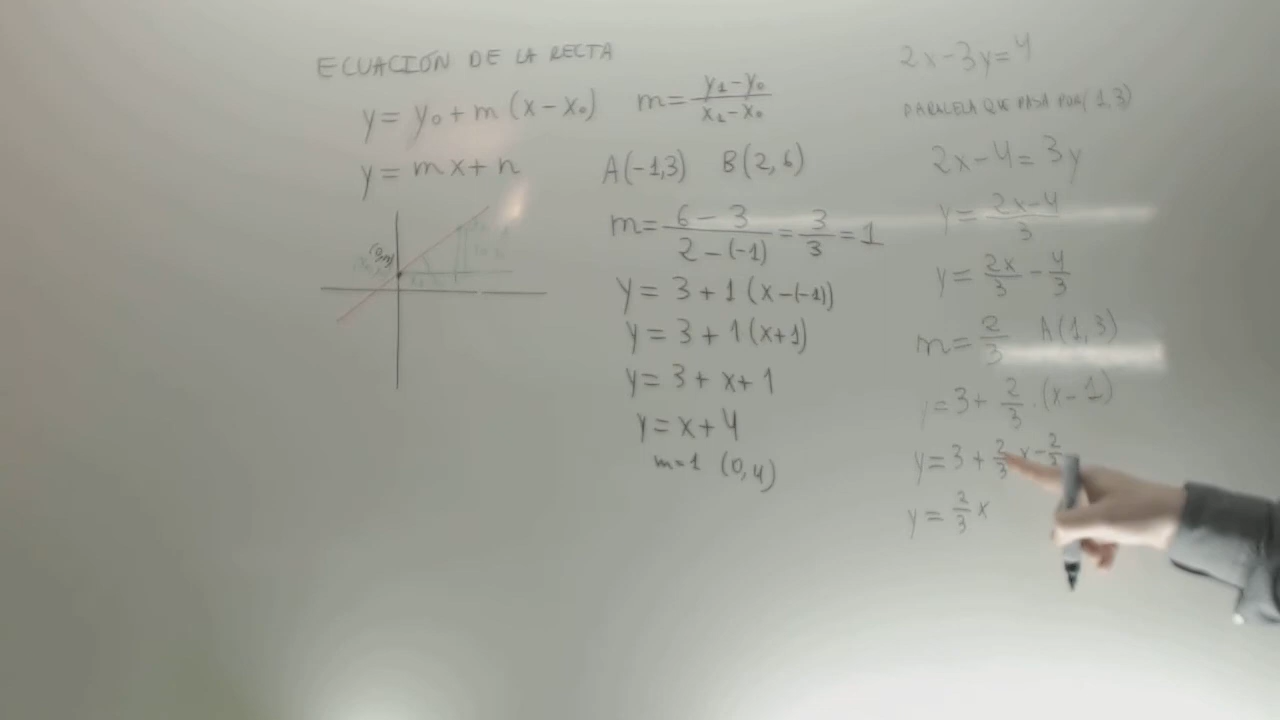 ECUACIÓN DE LA RECTA
y = y₀ + m (x - x₀)
y = mx + n
(0,n)
m = (y₁ - y₀)/(x₁ - x₀)
A(-1,3) B(2,6)
m = (6 - 3)/(2 - (-1)) = 3/3 = 1
y = 3 + 1 (x - (-1))
y = 3 + 1 (x+1)
y = 3 + x + 1
y = x + 4
m=1 (0,4)
2x - 3y = 4
PARALELA QUE PASA POR (1,3)
2x - 4 = 3y
y = (2x-4)/3
y = 2x/3 - 4/3
m = 2/3 A(1,3)
y = 3 + 2/3 · (x - 1)
y = 3 + 2/3 x - 2/3
y = 2/3 x